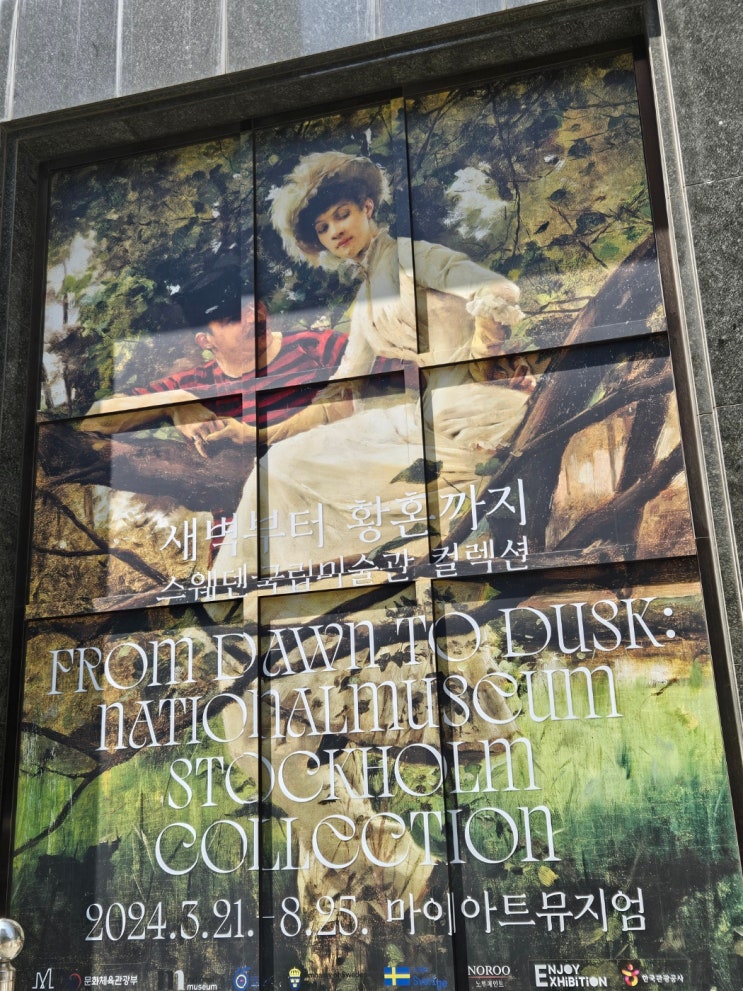 새벽부터 황혼까지
스웨덴국립미술관 컬렉션
FROM DAWN TO DUSK:
NATIONALMUSEUM
STOCKHOLM
COLLECTION
2024.3.21.-8.25. 마이아트뮤지엄
M 문화체육관광부 museum of Sweden NOROO 노루페인트 ENJOY EXHIBITION 한국관광공사